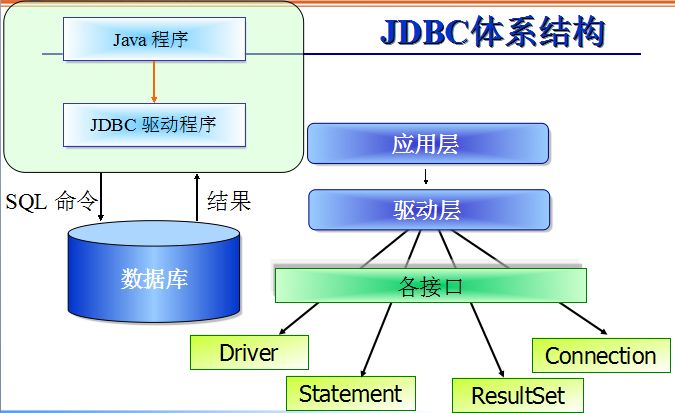 JDBC体系结构
Java 程序
JDBC 驱动程序
SQL 命令
结果
数据库
应用层
驱动层
各接口
Driver
Statement
ResultSet
Connection